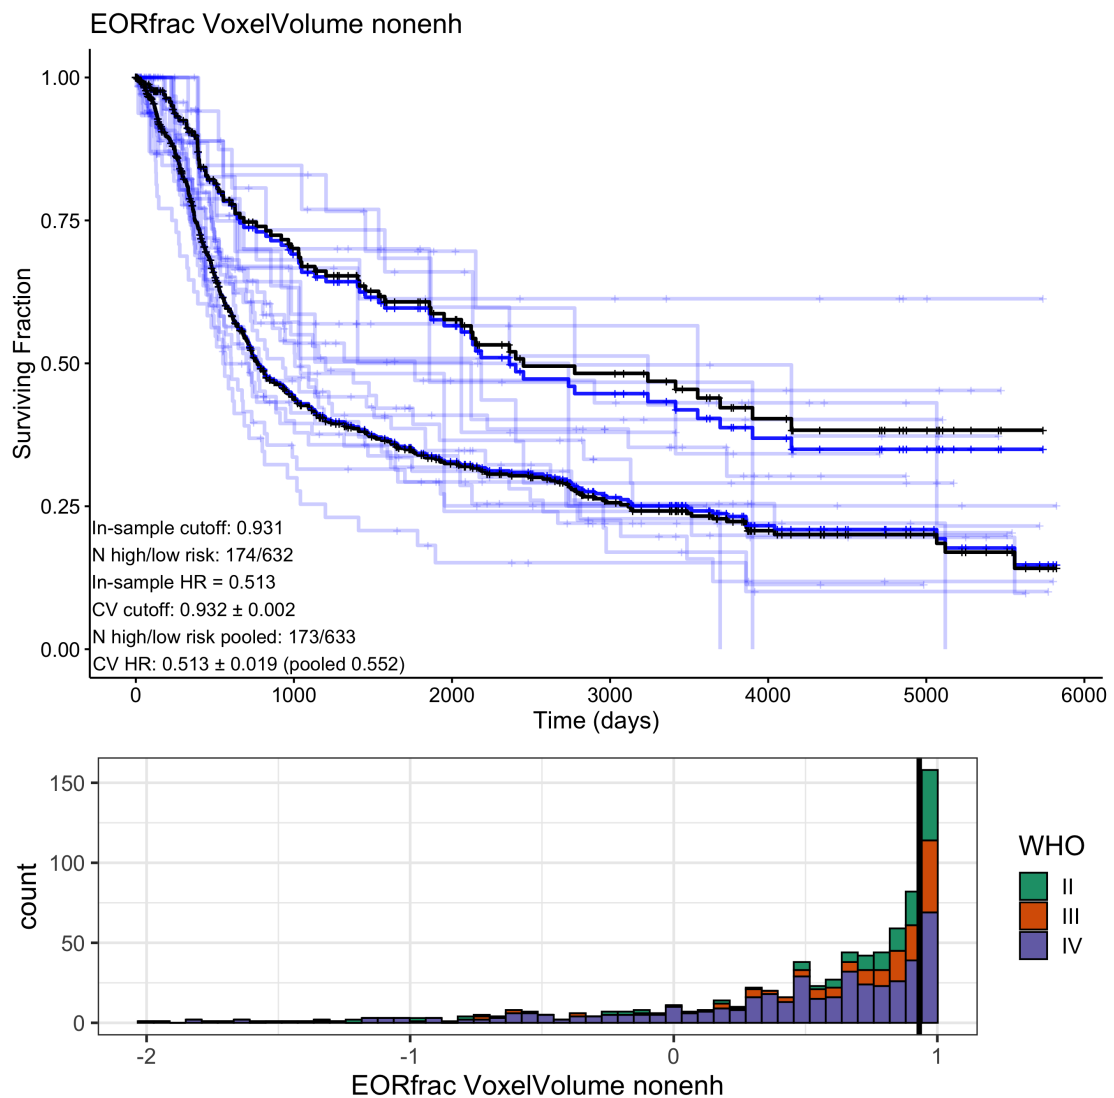 EORfrac VoxelVolume nonenh
1.00
0.75
0.50
0.25
0.00
Surviving Fraction
In-sample cutoff: 0.931
N high/low risk: 174/632
In-sample HR = 0.513
CV cutoff: 0.932 ± 0.002
N high/low risk pooled: 173/633
CV HR: 0.513 ± 0.019 (pooled 0.552)
0 1000 2000 3000 4000 5000 6000
Time (days)
150
100
50
0
count
-2 -1 0 1
EORfrac VoxelVolume nonenh
WHO
II
III
IV